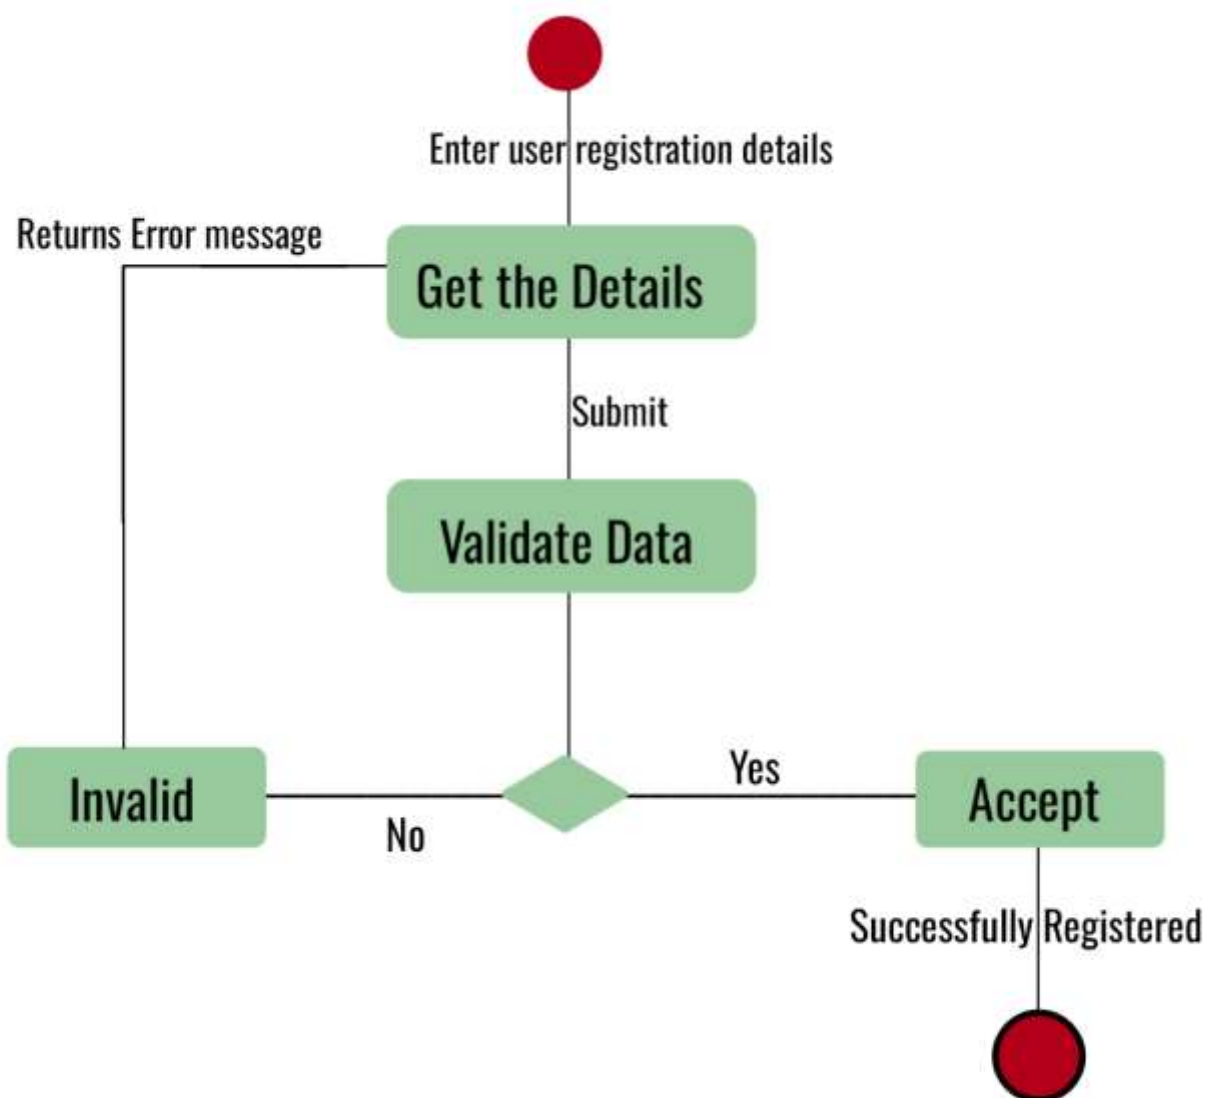 Enter user registration details
Returns Error message
Get the Details
Submit
Validate Data
Yes
Invalid
Accept
No
Successfully Registered